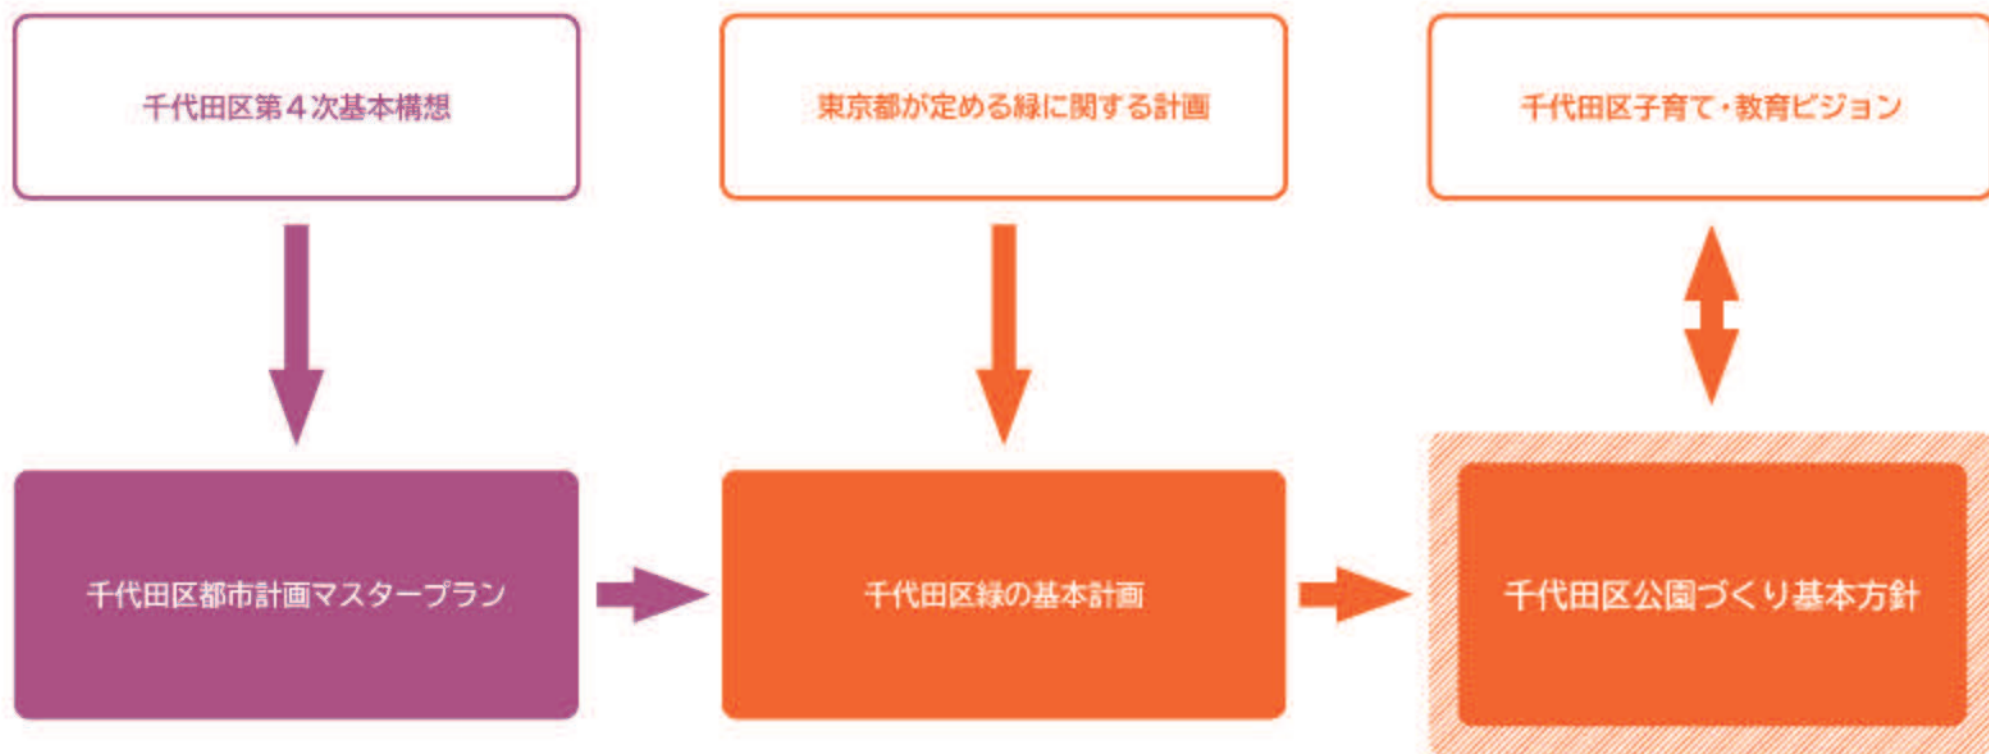 千代田区第４次基本構想
東京都が定める緑に関する計画
千代田区子育て・教育ビジョン
千代田区都市計画マスタープラン
千代田区緑の基本計画
千代田区公園づくり基本方針